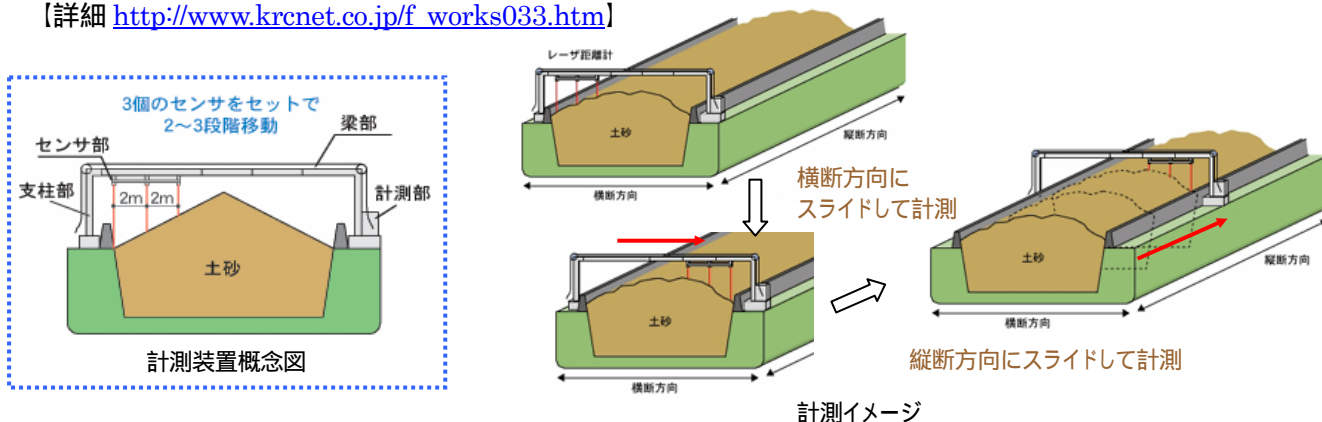 【詳細 http://www.krcnet.co.jp/f_works033.htm】
3個のセンサをセットで
2～3段階移動
センサ部
梁部
支柱部
2m
2m
計測部
土砂
計測装置概念図
レーザ距離計
土砂
縦断方向
横断方向
横断方向に
スライドして計測
土砂
横断方向
土砂
縦断方向
横断方向
縦断方向にスライドして計測
計測イメージ